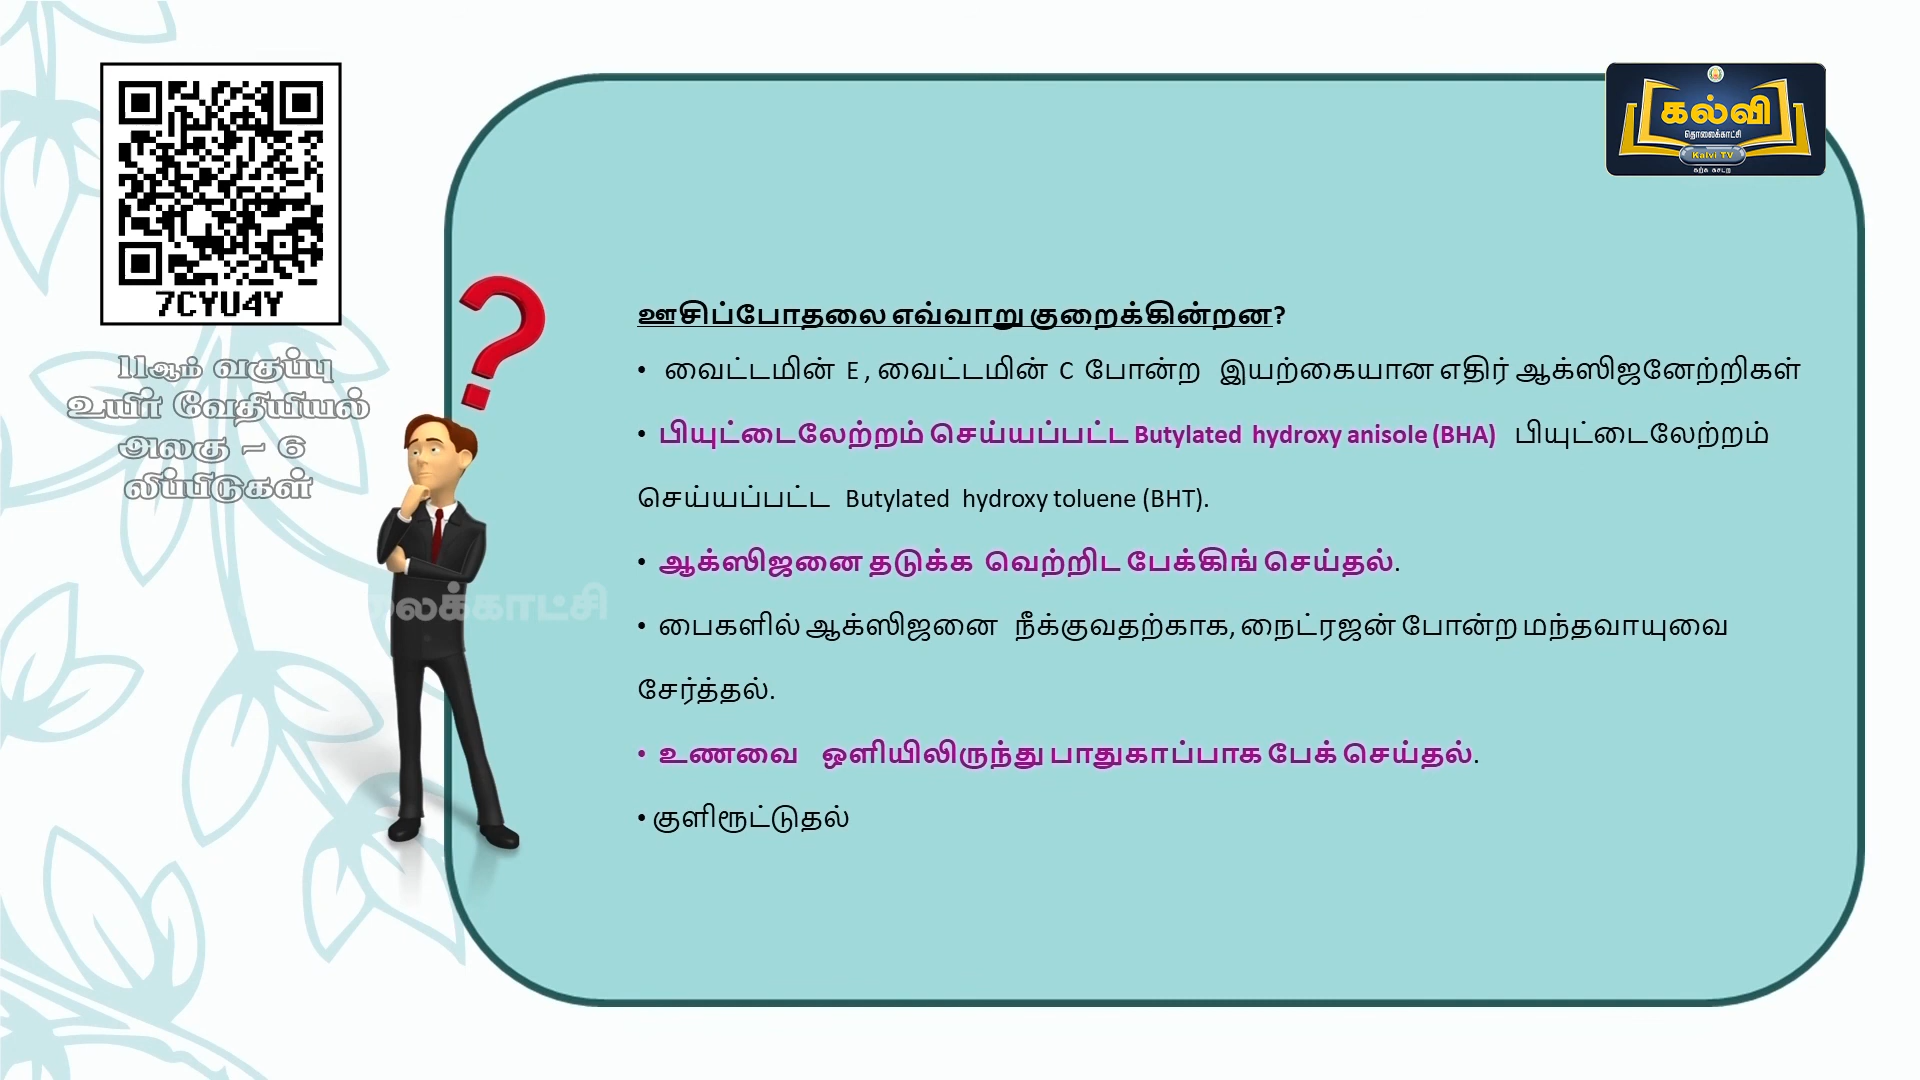 7CYU4Y
11ஆம் வகுப்பு
உயிர் வேதியியல்
அலகு – 6
லிப்பிடுகள்
கல்வி
தொலைக்காட்சி
Kalvi TV
கற்க கசடற
ஊசிப்போதலை எவ்வாறு குறைக்கின்றன?
• வைட்டமின் E , வைட்டமின் C போன்ற இயற்கையான எதிர் ஆக்ஸிஜனேற்றிகள்
• பியுட்டைலேற்றம் செய்யப்பட்ட Butylated hydroxy anisole (BHA) பியுட்டைலேற்றம்
செய்யப்பட்ட Butylated hydroxy toluene (BHT).
• ஆக்ஸிஜனை தடுக்க வெற்றிட பேக்கிங் செய்தல்.
லைக்காட்சி
• பைகளில் ஆக்ஸிஜனை நீக்குவதற்காக, நைட்ரஜன் போன்ற மந்தவாயுவை
சேர்த்தல்.
• உணவை ஒளியிலிருந்து பாதுகாப்பாக பேக் செய்தல்.
• குளிரூட்டுதல்